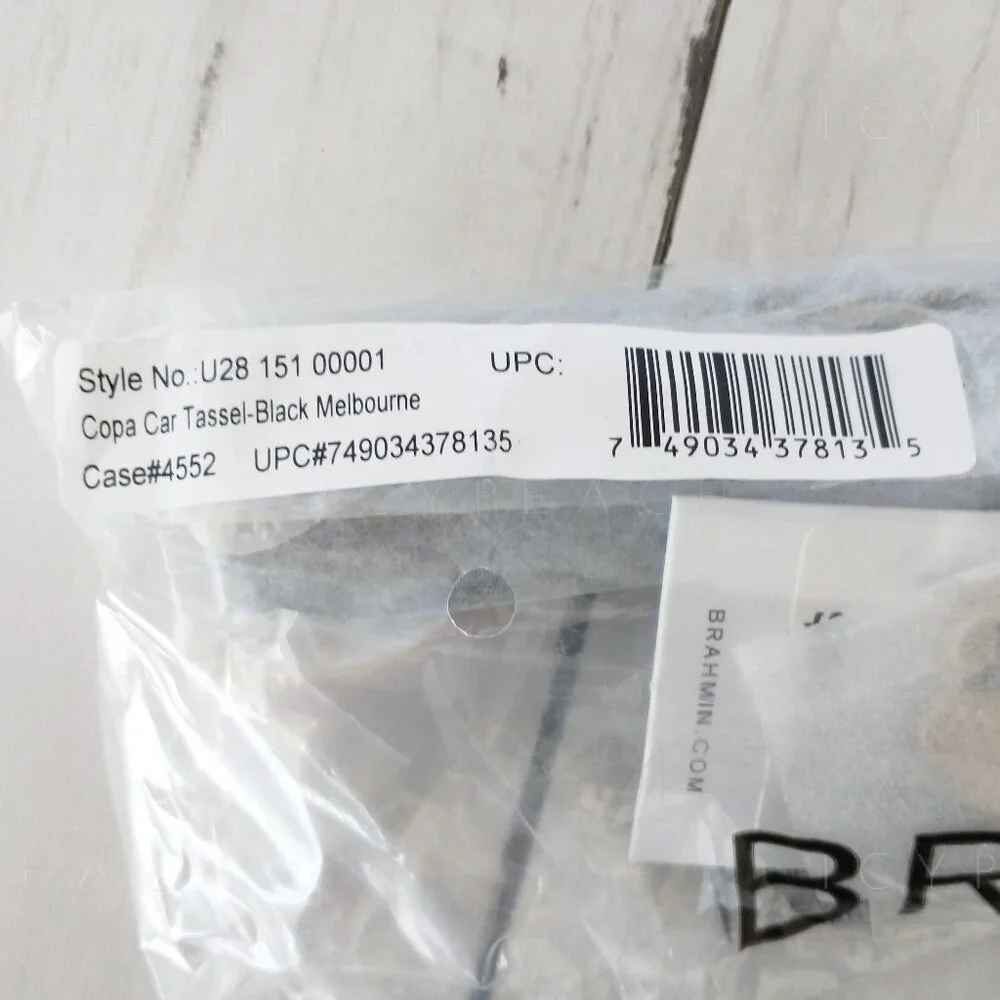 Style No.:U28 151 00001
UPC:
Copa Car Tassel-Black Melbourne
Case#4552 UPC#749034378135
7 49034 37813 5
BRAHMIN.COM
BR
ICYPEACH